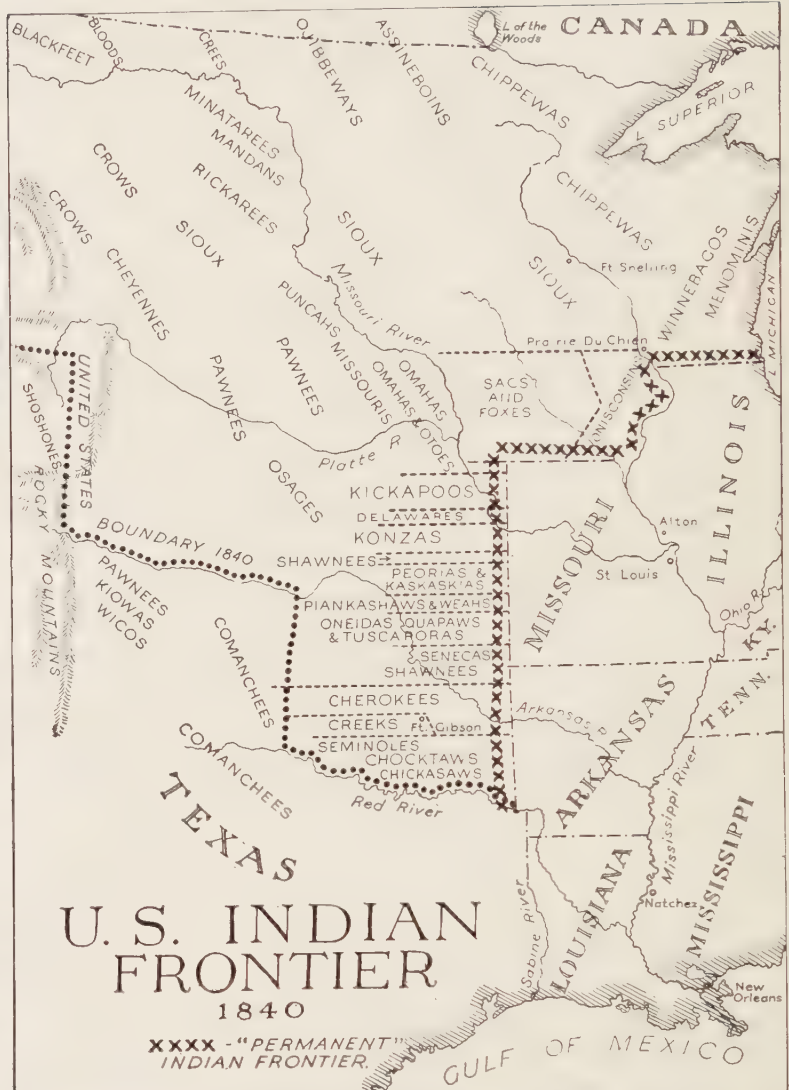 L of the
Woods
CANADA
BLACKFEET
BLOODS
CREES
OJIBBEWAYS
ASSINEBOINS
CHIPPEWAS
L SUPERIOR
MINATAREES
MANDANS
CROWS
RICKAREES
CHIPPEWAS
CROWS
SIOUX
SIOUX
SIOUX
Ft Snelling
WINNEBAGOS
MENOMINIS
L MICHIGAN
CHEYENNES
Missouri River
PUNCAHS
Prairie Du Chien
UNITED STATES
PAWNEES
PAWNEES
MISSOURIS
OMAHAS
OMAHAS & OTOES
SACS
AND
FOXES
SHOSHONES
Platte R
OSAGES
ILLINOIS
KICKAPOOS
DELAWARES
KONZAS
MISSOURI
Alton
ROCKY MOUNTAINS
BOUNDARY 1840
SHAWNEES
PEORIAS &
KASKASKIAS
St Louis
PAWNEES
KIOWAS
WICOS
PIANKASHAWS & WEAHS
ONEIDAS QUAPAWS
& TUSCARORAS
Ohio R
KY.
SENECAS
SHAWNEES
COMANCHEES
CHEROKEES
ARKANSAS
TENN.
CREEKS
Ft. Gibson
Arkansas R
SEMINOLES
CHOCKTAWS
CHICKASAWS
COMANCHEES
Red River
Mississippi River
TEXAS
MISSISSIPPI
LOUISIANA
Natchez
Sabine River
New
Orleans
U. S. INDIAN
FRONTIER
1840
XXXX - "PERMANENT"
INDIAN FRONTIER.
GULF OF MEXICO